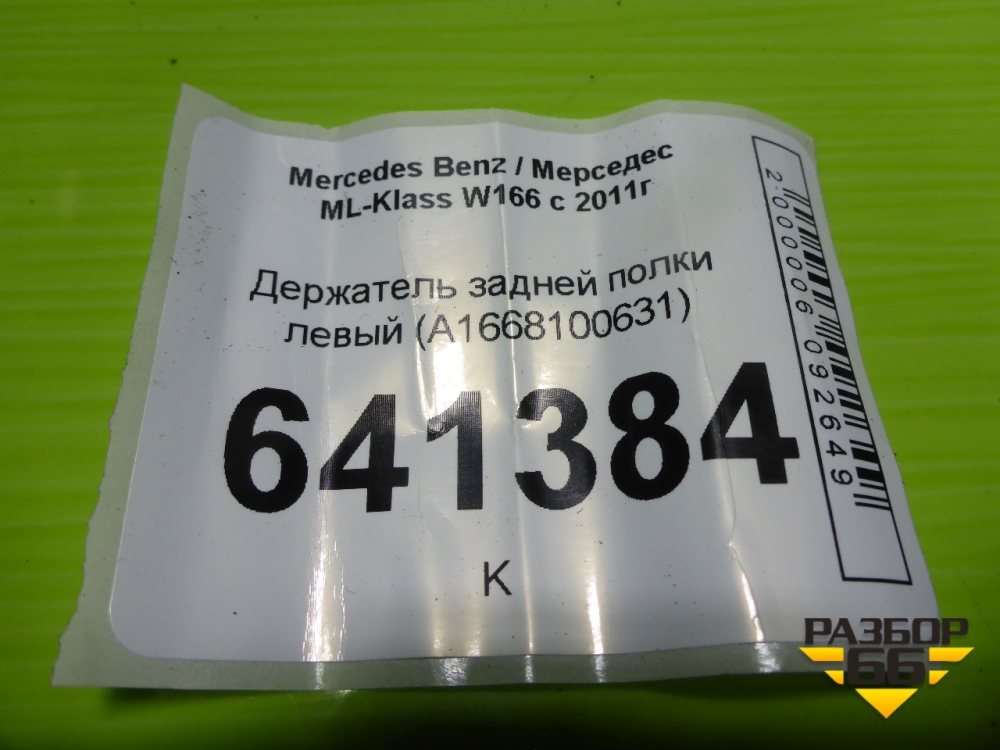 Mercedes Benz / Мерседес
ML-Klass W166 с 2011г
Держатель задней полки
левый (A1668100631)
641384
К
2000006092649
РАЗБОР
66